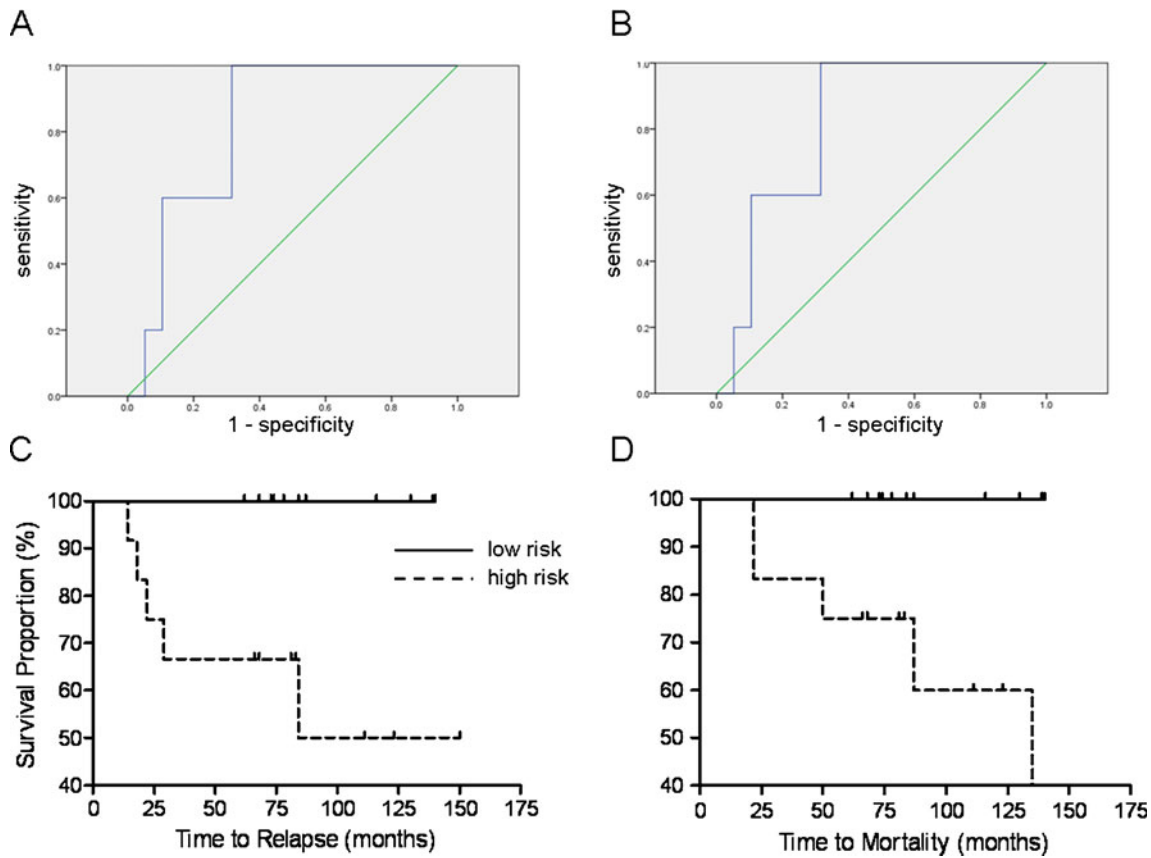 A
1.0
0.8
0.6
0.4
0.2
0.0
sensitivity
0.0 0.2 0.4 0.6 0.8 1.0
1 - specificity
B
1.0
0.8
0.6
0.4
0.2
0.0
sensitivity
0.0 0.2 0.4 0.6 0.8 1.0
1 - specificity
C
100
90
80
70
60
50
40
Survival Proportion (%)
low risk
high risk
0 25 50 75 100 125 150 175
Time to Relapse (months)
D
100
90
80
70
60
50
40
0 25 50 75 100 125 150 175
Time to Mortality (months)